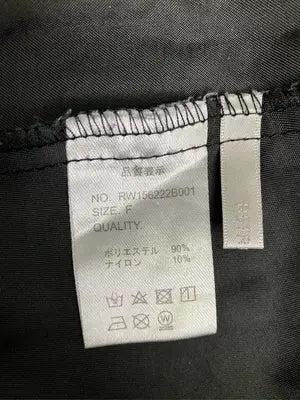 品質表示
NO. RW156222B001
SIZE. F
QUALITY.
ポリエステル 90%
ナイロン 10%